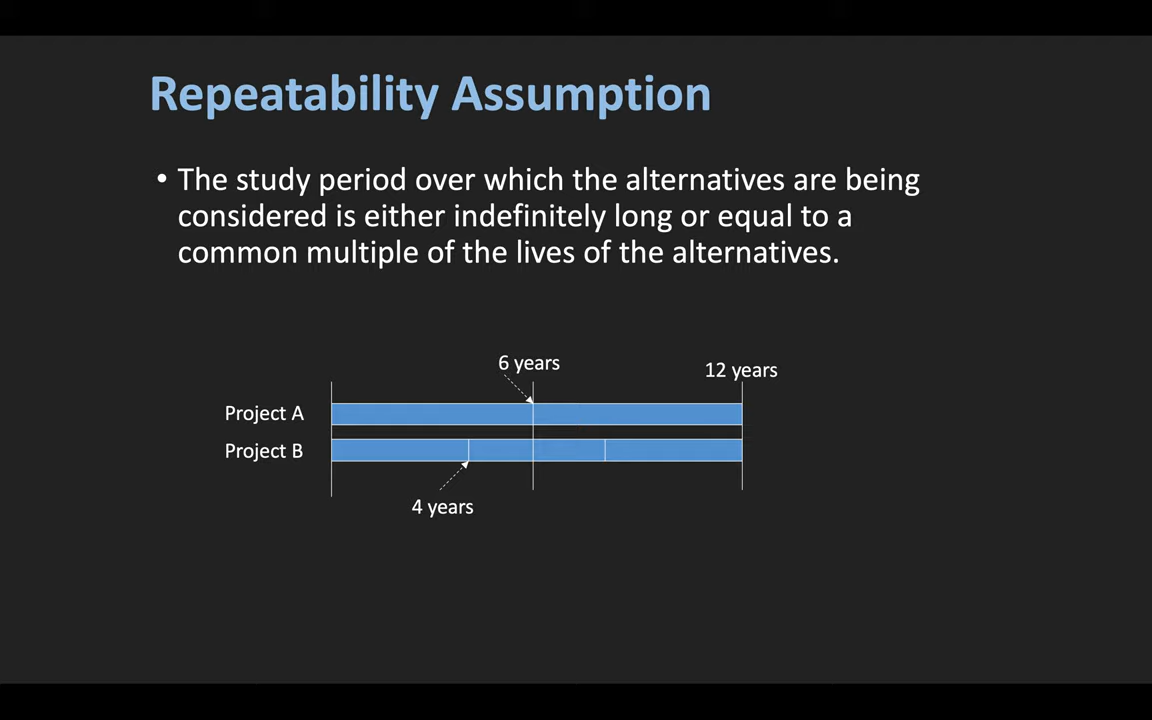 Repeatability Assumption
• The study period over which the alternatives are being
considered is either indefinitely long or equal to a
common multiple of the lives of the alternatives.
6 years
12 years
Project A
Project B
4 years